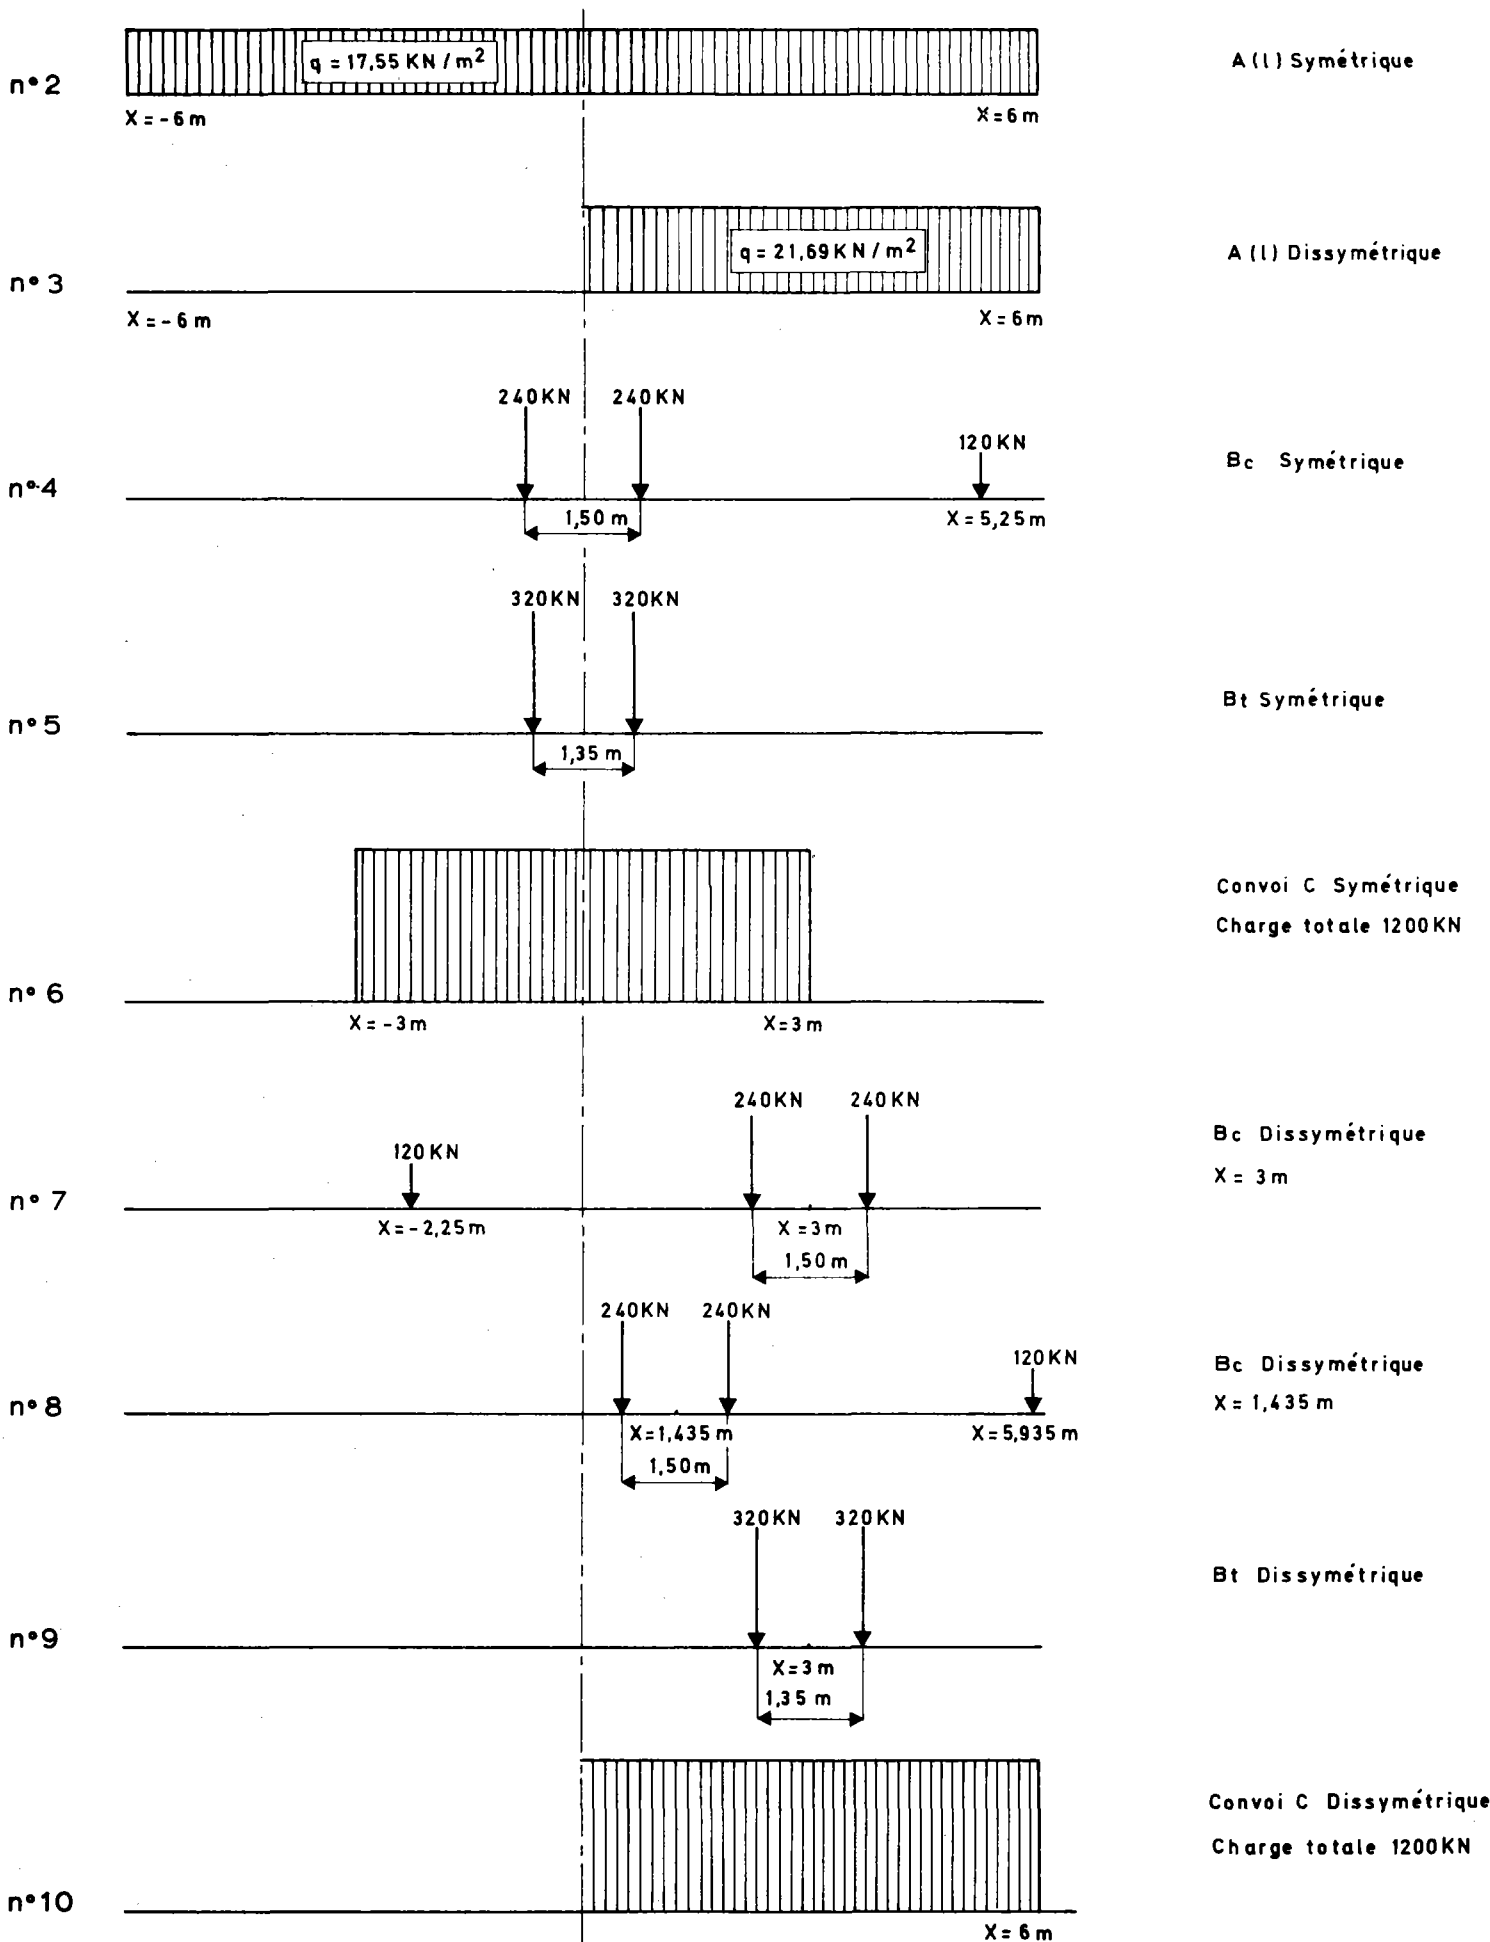 n°2
q = 17,55 KN / m²
A (l) Symétrique
X = - 6 m
X = 6 m
n° 3
q = 21,69 KN / m²
A (l) Dissymétrique
X = - 6 m
X = 6 m
240KN 240KN
120KN
n°4
Bc Symétrique
1,50 m
X = 5,25 m
320KN 320KN
n°5
Bt Symétrique
1,35 m
n° 6
Convoi C Symétrique
Charge totale 1200KN
X = -3 m
X = 3 m
240KN 240KN
120KN
n° 7
Bc Dissymétrique
X = 3 m
X = - 2,25 m
X = 3 m
1,50 m
240KN 240KN
120KN
n°8
Bc Dissymétrique
X = 1,435 m
X=1,435 m
X=5,935 m
1,50 m
320KN 320KN
n°9
Bt Dissymétrique
X=3 m
1,35 m
n°10
Convoi C Dissymétrique
Charge totale 1200KN
X = 6 m